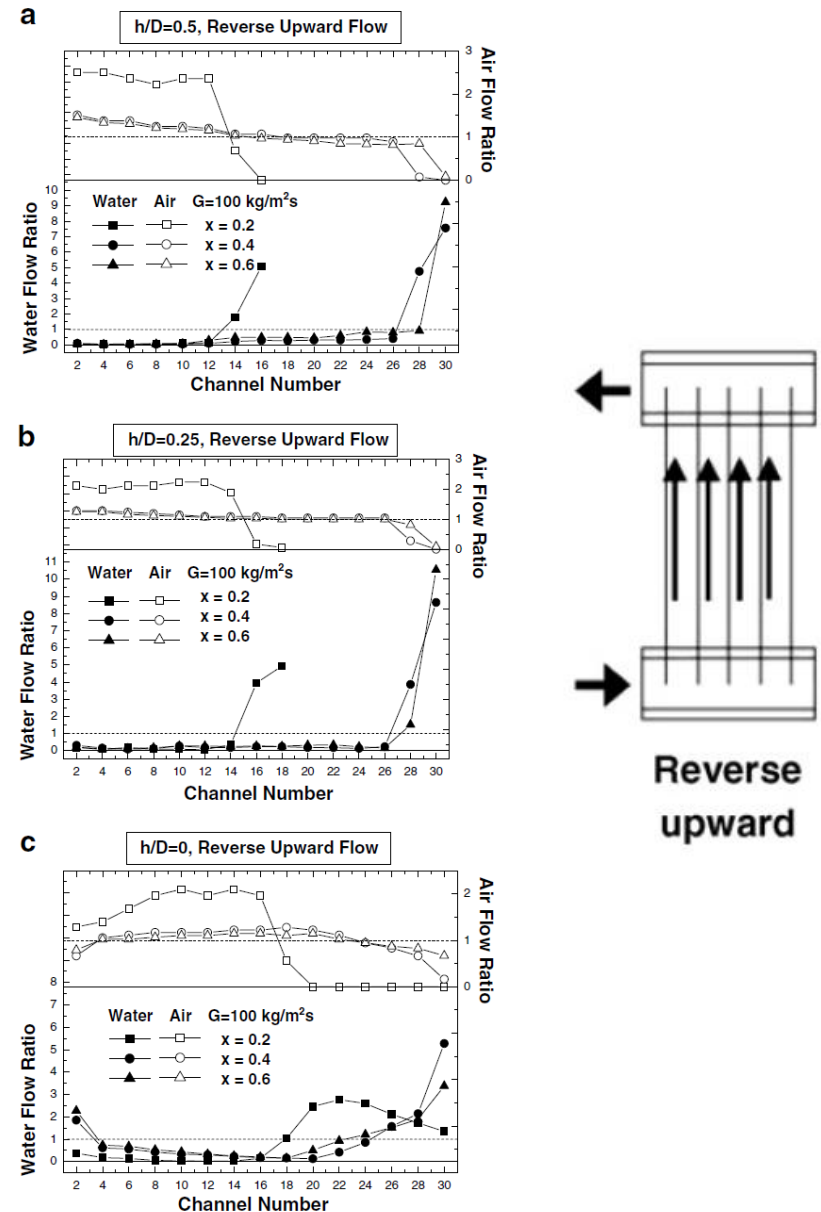 a
h/D=0.5, Reverse Upward Flow
3
2
1
0
Air Flow Ratio
Water Air G=100 kg/m²s
x = 0.2
x = 0.4
x = 0.6
10
9
8
7
6
5
4
3
2
1
0
Water Flow Ratio
2 4 6 8 10 12 14 16 18 20 22 24 26 28 30
Channel Number
b
h/D=0.25, Reverse Upward Flow
3
2
1
0
Air Flow Ratio
Water Air G=100 kg/m²s
x = 0.2
x = 0.4
x = 0.6
11
10
9
8
7
6
5
4
3
2
1
0
Water Flow Ratio
2 4 6 8 10 12 14 16 18 20 22 24 26 28 30
Channel Number
c
h/D=0, Reverse Upward Flow
2
1
0
Air Flow Ratio
Water Air G=100 kg/m²s
x = 0.2
x = 0.4
x = 0.6
8
7
6
5
4
3
2
1
0
Water Flow Ratio
2 4 6 8 10 12 14 16 18 20 22 24 26 28 30
Channel Number
Reverse
upward